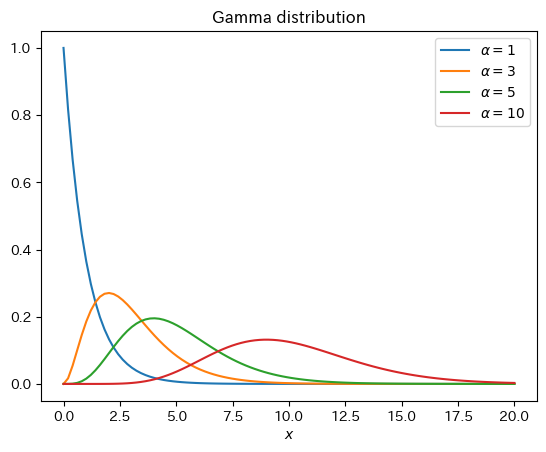 Gamma distribution
α = 1
α = 3
α = 5
α = 10
1.0
0.8
0.6
0.4
0.2
0.0
0.0 2.5 5.0 7.5 10.0 12.5 15.0 17.5 20.0
x